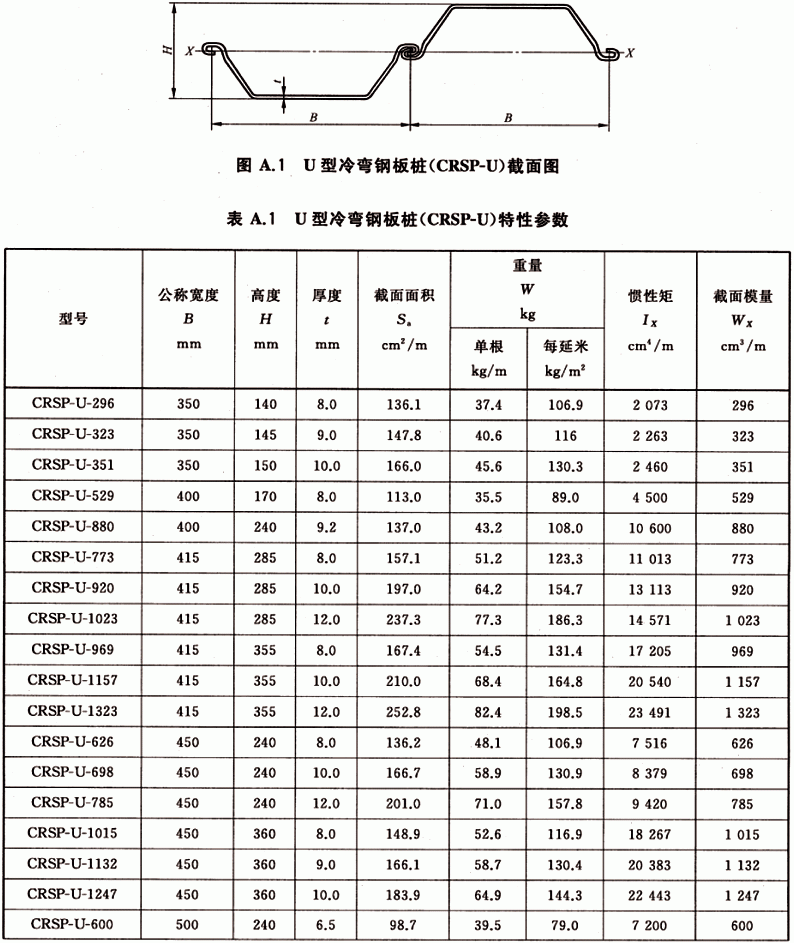 H
X
t
X
B
B
图 A.1 U 型冷弯钢板桩(CRSP-U)截面图
表 A.1 U 型冷弯钢板桩(CRSP-U)特性参数
型号 公称宽度 B mm 高度 H mm 厚度 t mm 截面面积 Sₐ cm²/m 重量 W kg 惯性矩 I_X cm⁴/m 截面模量 W_X cm³/m
单根 kg/m 每延米 kg/m²
CRSP-U-296 350 140 8.0 136.1 37.4 106.9 2 073 296
CRSP-U-323 350 145 9.0 147.8 40.6 116 2 263 323
CRSP-U-351 350 150 10.0 166.0 45.6 130.3 2 460 351
CRSP-U-529 400 170 8.0 113.0 35.5 89.0 4 500 529
CRSP-U-880 400 240 9.2 137.0 43.2 108.0 10 600 880
CRSP-U-773 415 285 8.0 157.1 51.2 123.3 11 013 773
CRSP-U-920 415 285 10.0 197.0 64.2 154.7 13 113 920
CRSP-U-1023 415 285 12.0 237.3 77.3 186.3 14 571 1 023
CRSP-U-969 415 355 8.0 167.4 54.5 131.4 17 205 969
CRSP-U-1157 415 355 10.0 210.0 68.4 164.8 20 540 1 157
CRSP-U-1323 415 355 12.0 252.8 82.4 198.5 23 491 1 323
CRSP-U-626 450 240 8.0 136.2 48.1 106.9 7 516 626
CRSP-U-698 450 240 10.0 166.7 58.9 130.9 8 379 698
CRSP-U-785 450 240 12.0 201.0 71.0 157.8 9 420 785
CRSP-U-1015 450 360 8.0 148.9 52.6 116.9 18 267 1 015
CRSP-U-1132 450 360 9.0 166.1 58.7 130.4 20 383 1 132
CRSP-U-1247 450 360 10.0 183.9 64.9 144.3 22 443 1 247
CRSP-U-600 500 240 6.5 98.7 39.5 79.0 7 200 600